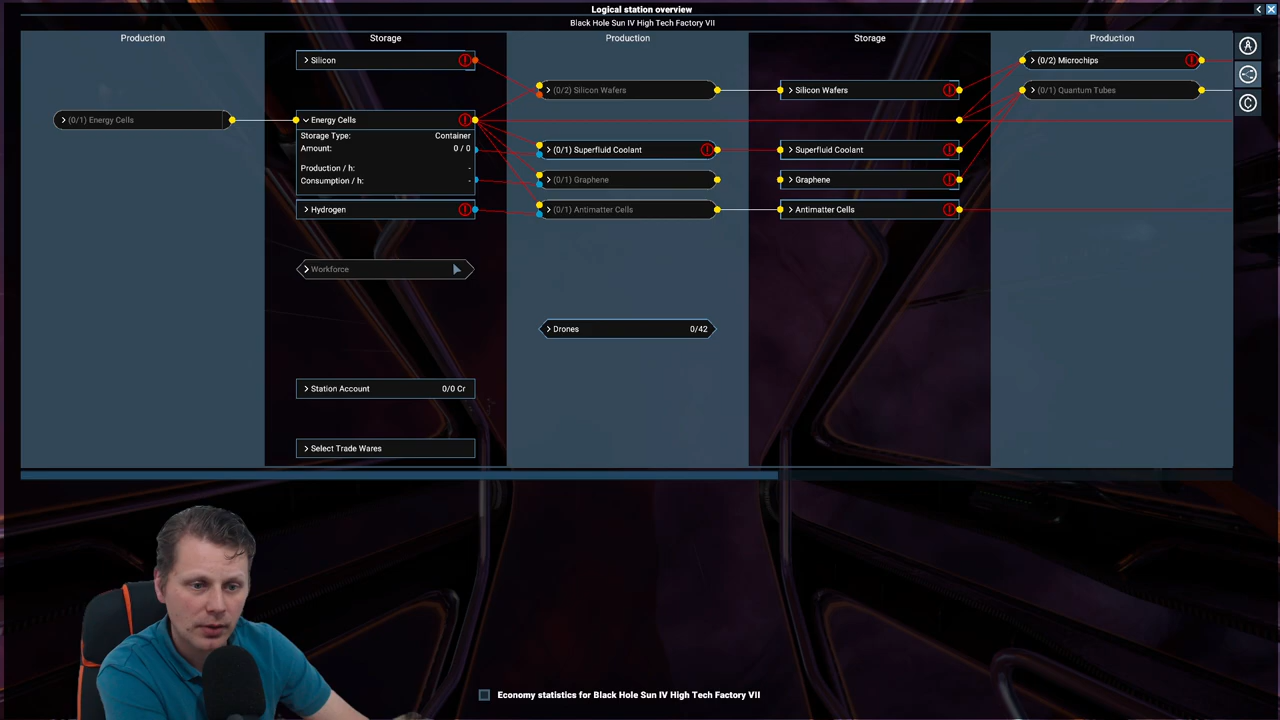 Logical station overview
Black Hole Sun IV High Tech Factory VII
Production
Storage
Production
Storage
Production
Silicon
(0/2) Microchips
(0/2) Silicon Wafers
Silicon Wafers
(0/1) Quantum Tubes
(0/1) Energy Cells
Energy Cells
Storage Type: Container
Amount: 0 / 0
Production / h: -
Consumption / h: -
(0/1) Superfluid Coolant
Superfluid Coolant
(0/1) Graphene
Graphene
Hydrogen
(0/1) Antimatter Cells
Antimatter Cells
Workforce
Drones 0/42
Station Account 0/0 Cr
Select Trade Wares
Economy statistics for Black Hole Sun IV High Tech Factory VII